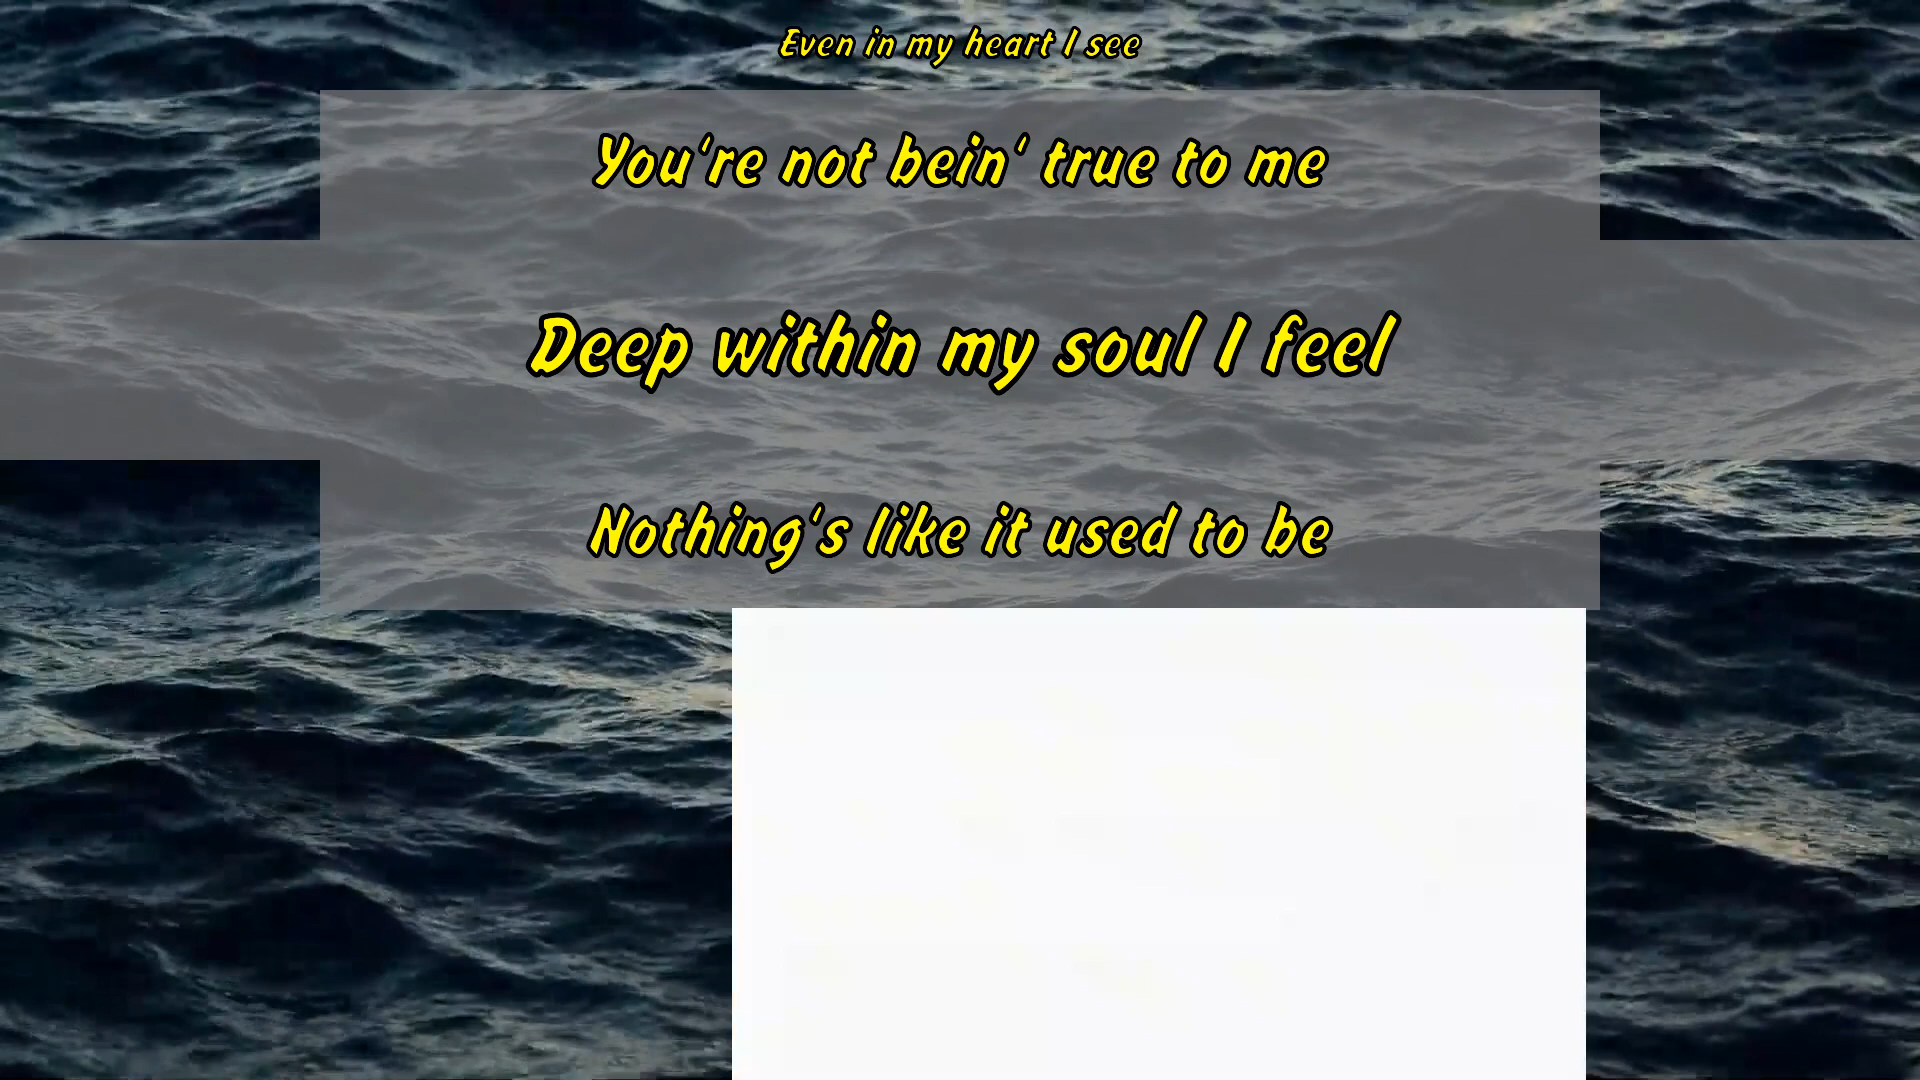 Even in my heart I see
You're not bein' true to me
Deep within my soul I feel
Nothing's like it used to be